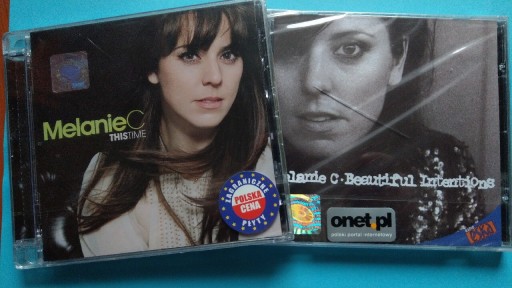 MelanieC
THISTIME
ZAGRANICZNE
POLSKA
CENA
PŁYTY
lanie C·Beautiful Intentions
onet.pl
polski portal internetowy